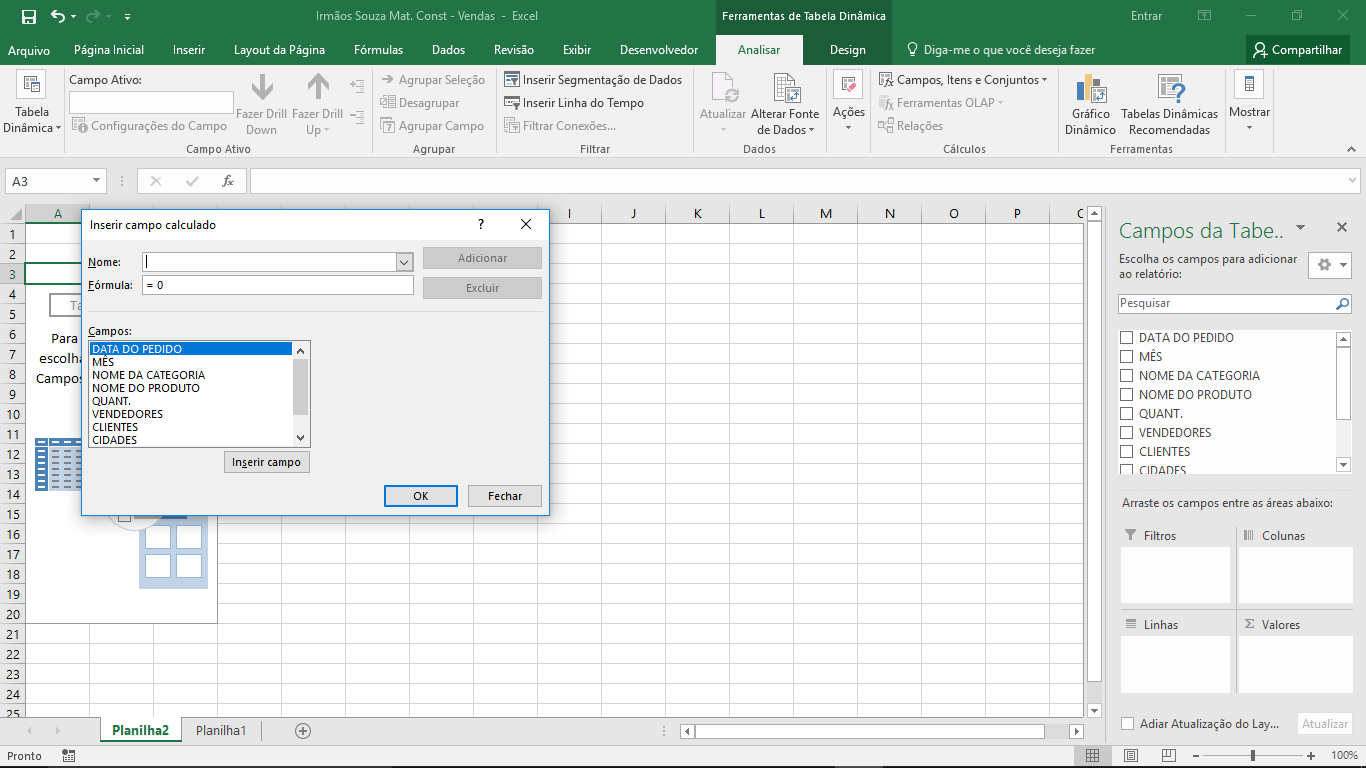 Irmãos Souza Mat. Const - Vendas - Excel
Ferramentas de Tabela Dinâmica
Entrar
Arquivo Página Inicial Inserir Layout da Página Fórmulas Dados Revisão Exibir Desenvolvedor Analisar Design Diga-me o que você deseja fazer Compartilhar
Tabela
Dinâmica
Campo Ativo:
Configurações do Campo
Fazer Drill
Down
Fazer Drill
Up
Campo Ativo
Agrupar Seleção
Desagrupar
7 Agrupar Campo
Agrupar
Inserir Segmentação de Dados
Inserir Linha do Tempo
Filtrar Conexões...
Filtrar
Atualizar
Alterar Fonte
de Dados
Dados
Ações
Campos, Itens e Conjuntos
Ferramentas OLAP
Relações
Cálculos
Gráfico
Dinâmico
Tabelas Dinâmicas
Recomendadas
Ferramentas
Mostrar
A3
fx
A I J K L M N O P
1
2
3
4
5
6
7
8
9
10
11
12
13
14
15
16
17
18
19
20
21
22
23
24
25
Para
escolha
Campos
Inserir campo calculado ?
Nome:
Adicionar
Fórmula: = 0
Excluir
Campos:
DATA DO PEDIDO
MÊS
NOME DA CATEGORIA
NOME DO PRODUTO
QUANT.
VENDEDORES
CLIENTES
CIDADES
Inserir campo
OK Fechar
Campos da Tabe..
Escolha os campos para adicionar
ao relatório:
Pesquisar
DATA DO PEDIDO
MÊS
NOME DA CATEGORIA
NOME DO PRODUTO
QUANT.
VENDEDORES
CLIENTES
CIDADES
Arraste os campos entre as áreas abaixo:
Filtros Colunas
Linhas Σ Valores
Adiar Atualização do Lay... Atualizar
Planilha2 Planilha1
Pronto
100%